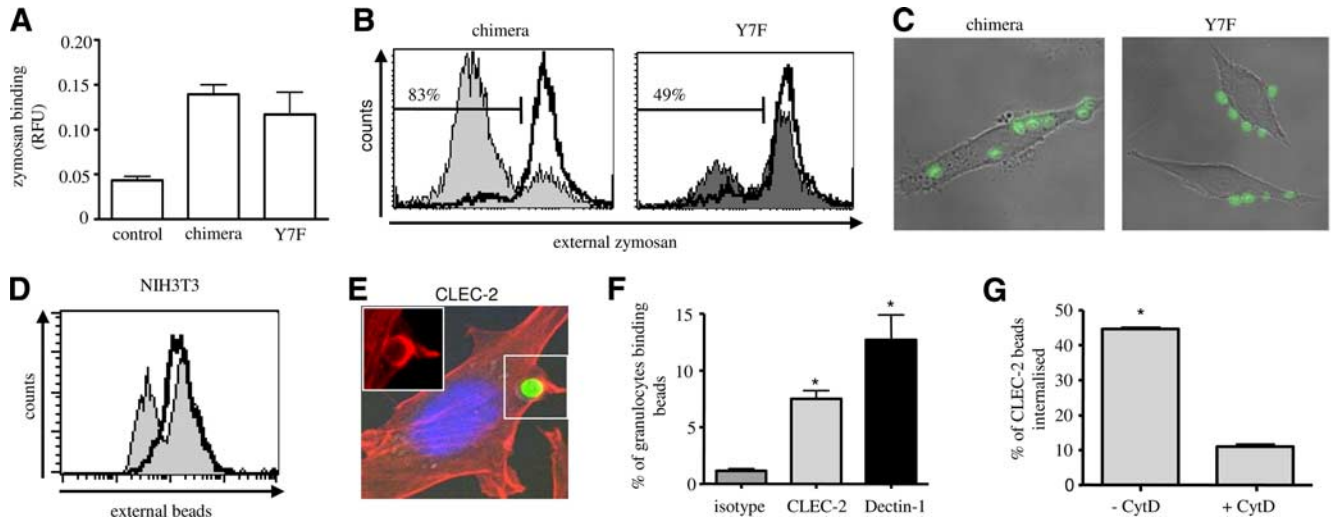 A
zymosan binding
(RFU)
0.20
0.15
0.10
0.05
0
control chimera Y7F
B
chimera Y7F
counts
83%
49%
external zymosan
C
chimera Y7F
D
NIH3T3
counts
external beads
E
CLEC-2
F
% of granulocytes binding
beads
15
10
5
0
*
*
isotype CLEC-2 Dectin-1
G
% of CLEC-2 beads
internalised
50
40
30
20
10
0
*
- CytD + CytD